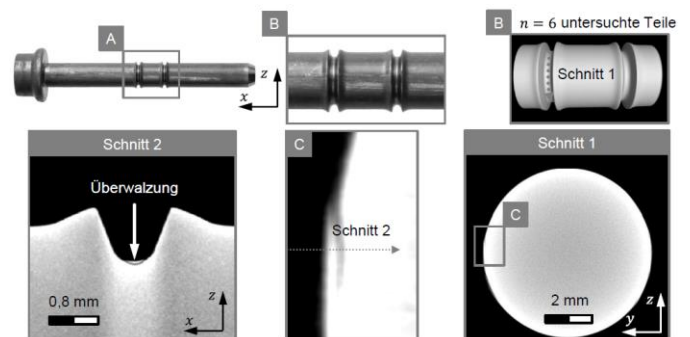 A
B
B
n = 6 untersuchte Teile
z
x
Schnitt 1
Schnitt 2
C
Schnitt 1
Überwalzung
Schnitt 2
C
0,8 mm
z
x
2 mm
z
y